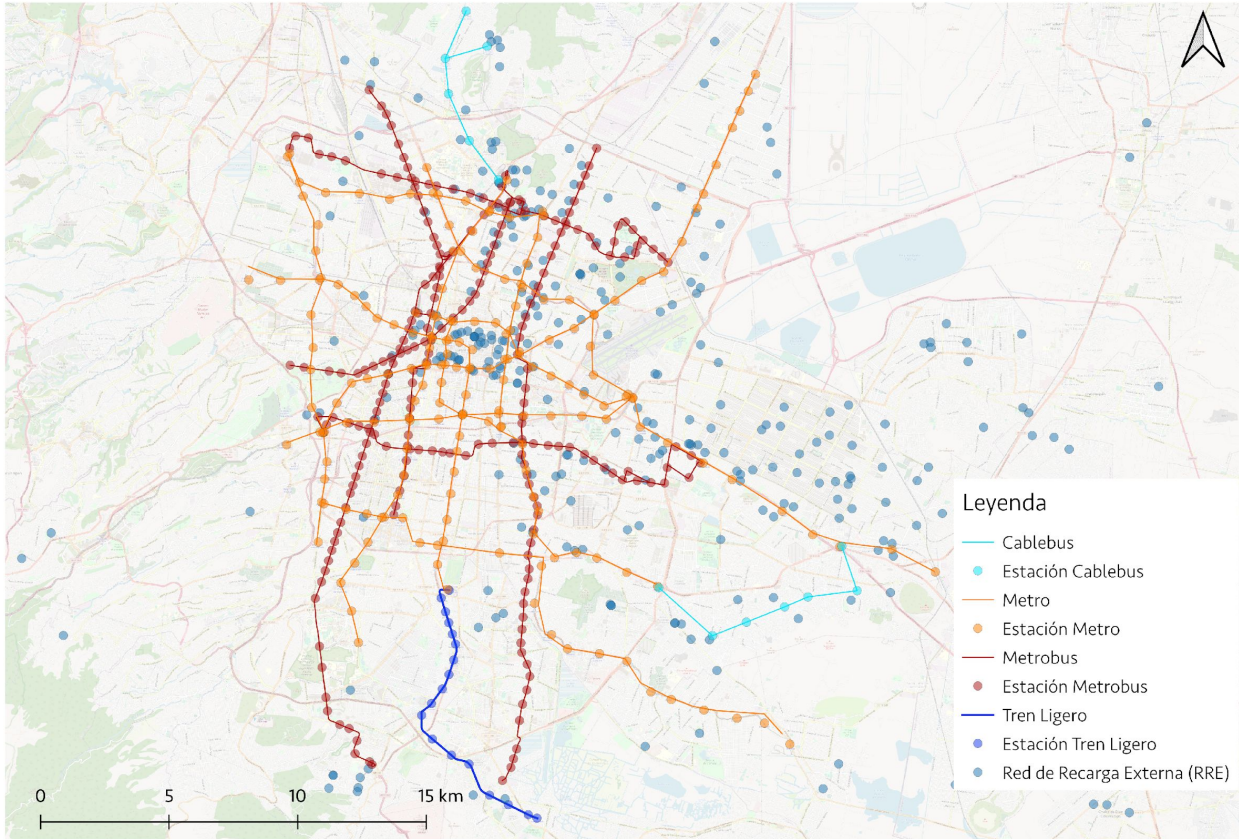 Leyenda
Cablebus
Estación Cablebus
Metro
Estación Metro
Metrobus
Estación Metrobus
Tren Ligero
Estación Tren Ligero
Red de Recarga Externa (RRE)
0 5 10 15 km